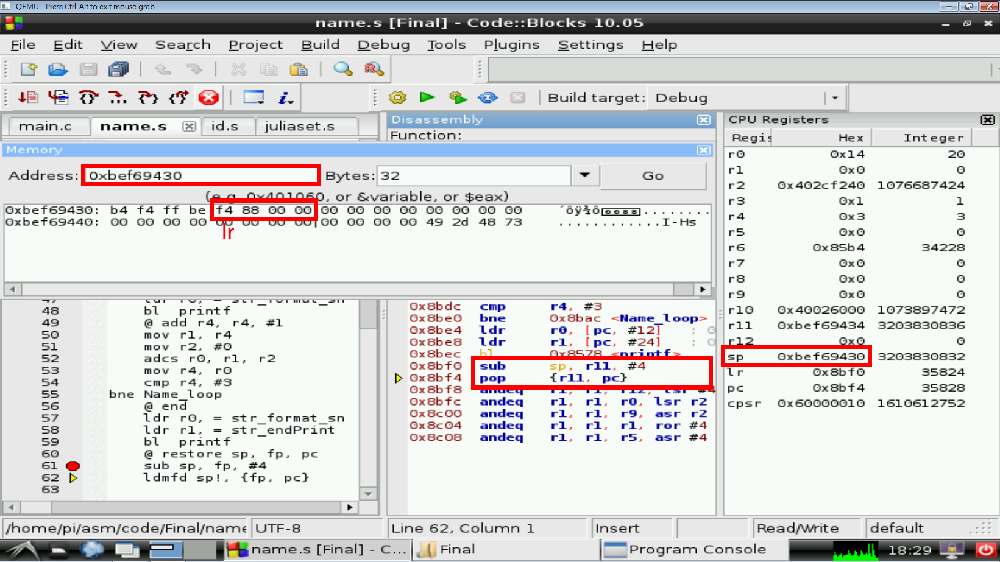 QEMU - Press Ctrl-Alt to exit mouse grab
name.s [Final] - Code::Blocks 10.05
File Edit View Search Project Build Debug Tools Plugins Settings Help
Build target: Debug
main.c name.s id.s juliaset.s
Disassembly
Function:
CPU Registers
Regis Hex Integer
Memory
Address: 0xbef69430 Bytes: 32 Go
(e.g. 0x401060, or &variable, or $eax)
0xbef69430: b4 f4 ff be f4 88 00 00 00 00 00 00 00 00 00 00
0xbef69440: 00 00 00 00 00 00 00 00 00 00 00 00 49 2d 48 73 ............I-Hs
lr
r0 0x14 20
r1 0x0 0
r2 0x402cf240 1076687424
r3 0x1 1
r4 0x3 3
r5 0x0 0
r6 0x85b4 34228
r7 0x0 0
r8 0x0 0
r9 0x0 0
r10 0x40026000 1073897472
r11 0xbef69434 3203830836
r12 0x0 0
sp 0xbef69430 3203830832
lr 0x8bf0 35824
pc 0x8bf4 35828
cpsr 0x60000010 1610612752
47 ldr r0, = str_format_sn
48 bl printf
49 @ add r4, r4, #1
50 mov r1, r4
51 mov r2, #0
52 adcs r0, r1, r2
53 mov r4, r0
54 cmp r4, #3
55 bne Name_loop
56 @ end
57 ldr r0, = str_format_sn
58 ldr r1, = str_endPrint
59 bl printf
60 @ restore sp, fp, pc
61 sub sp, fp, #4
62 ldmfd sp!, {fp, pc}
63
0x8bdc cmp r4, #3
0x8be0 bne 0x8bac <Name_loop>
0x8be4 ldr r0, [pc, #12] ; 0
0x8be8 ldr r1, [pc, #24] ; 0
0x8bec bl 0x8578 <printf>
0x8bf0 sub sp, r11, #4
0x8bf4 pop {r11, pc}
0x8bf8 andeq r1, r1, r12, lsr #4
0x8bfc andeq r1, r1, r0, lsr r2
0x8c00 andeq r1, r1, r9, asr r2
0x8c04 andeq r1, r1, r1, ror #4
0x8c08 andeq r1, r1, r5, asr #4
/home/pi/asm/code/Final/name UTF-8 Line 62, Column 1 Insert Read/Write default
name.s [Final] - C... Final Program Console 18:29